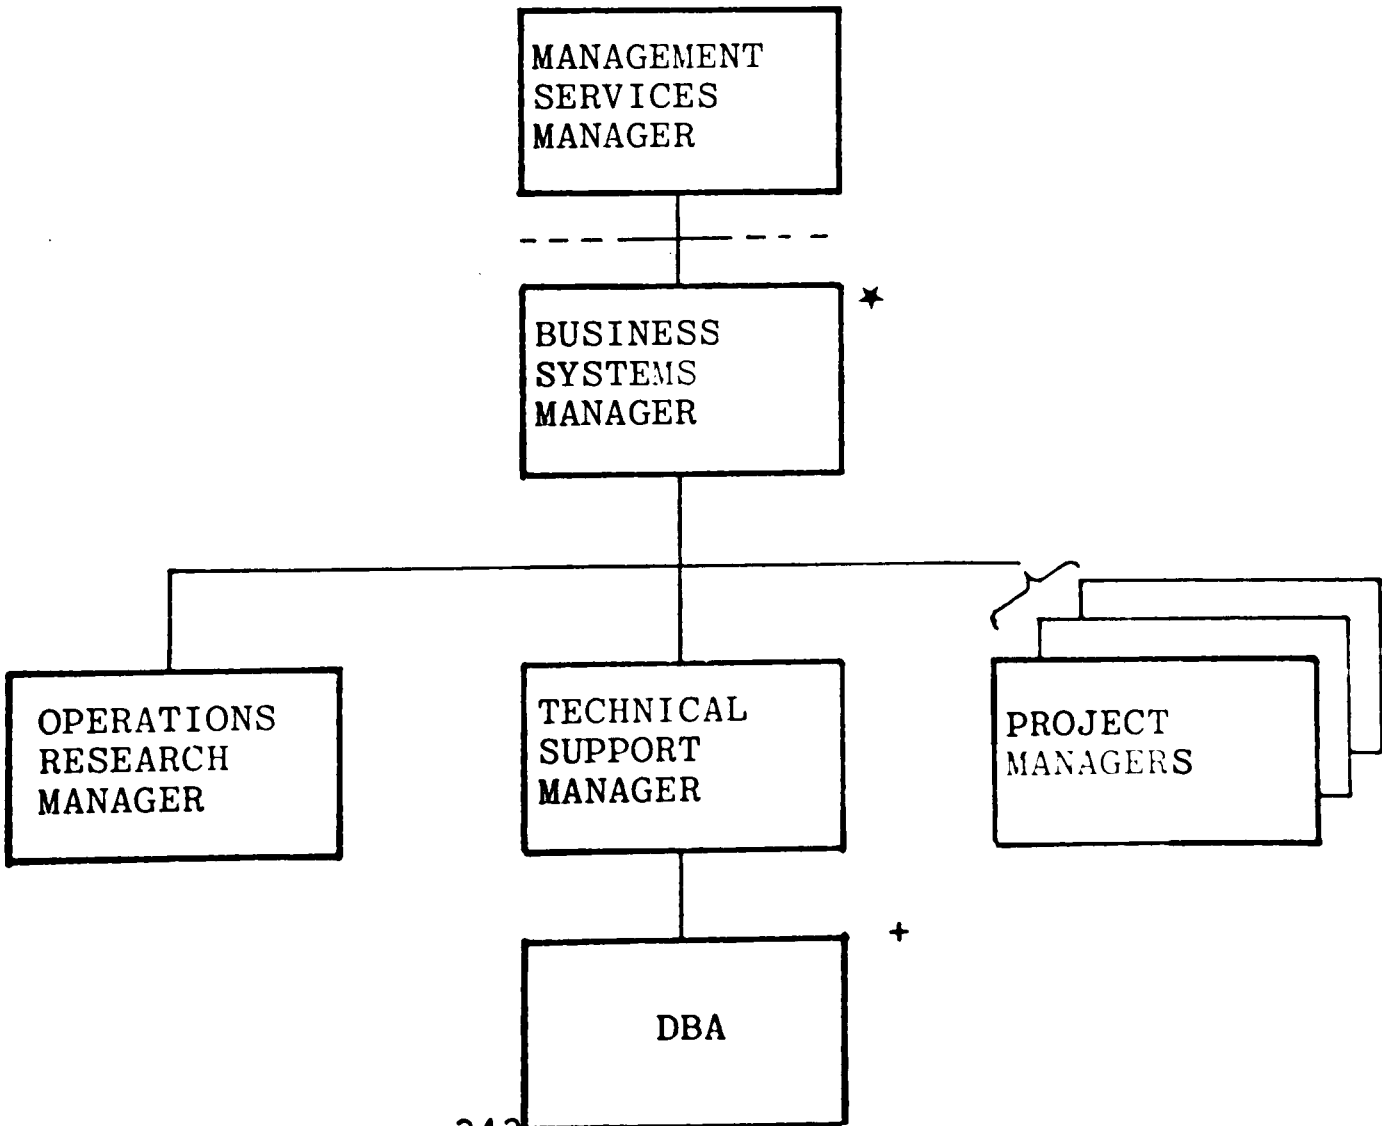 MANAGEMENT
SERVICES
MANAGER
★
BUSINESS
SYSTEMS
MANAGER
OPERATIONS
RESEARCH
MANAGER
TECHNICAL
SUPPORT
MANAGER
PROJECT
MANAGERS
+
DBA